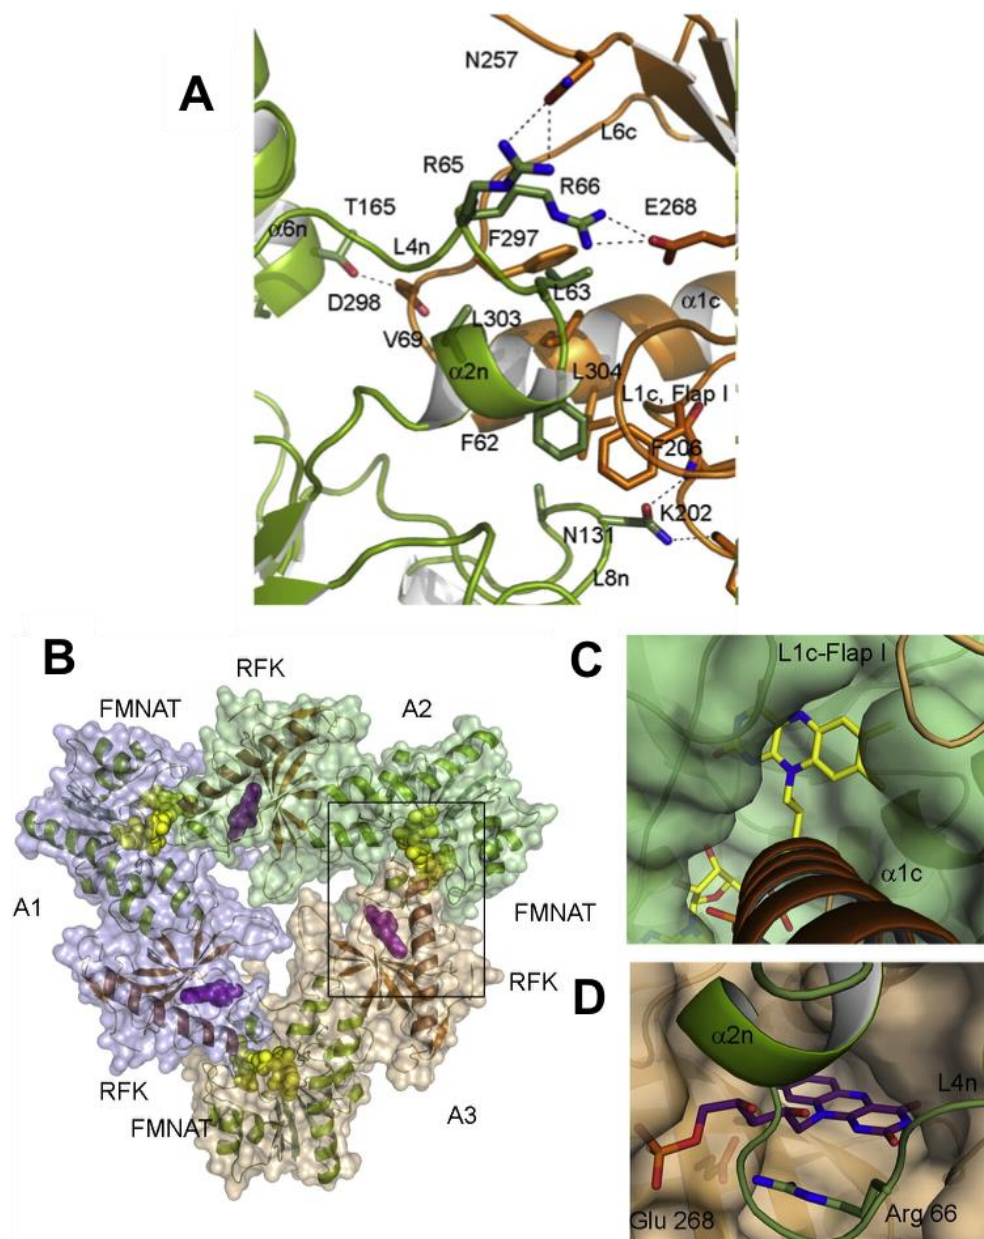 A
N257
L6c
R65
R66
E268
T165
α6n
L4n
F297
D298
L63
α1c
L303
V69
α2n
L304
L1c, Flap I
F62
F206
K202
N131
L8n
B
RFK
FMNAT
A2
A1
FMNAT
RFK
RFK
FMNAT
A3
C
L1c-Flap I
α1c
D
α2n
L4n
Glu 268
Arg 66